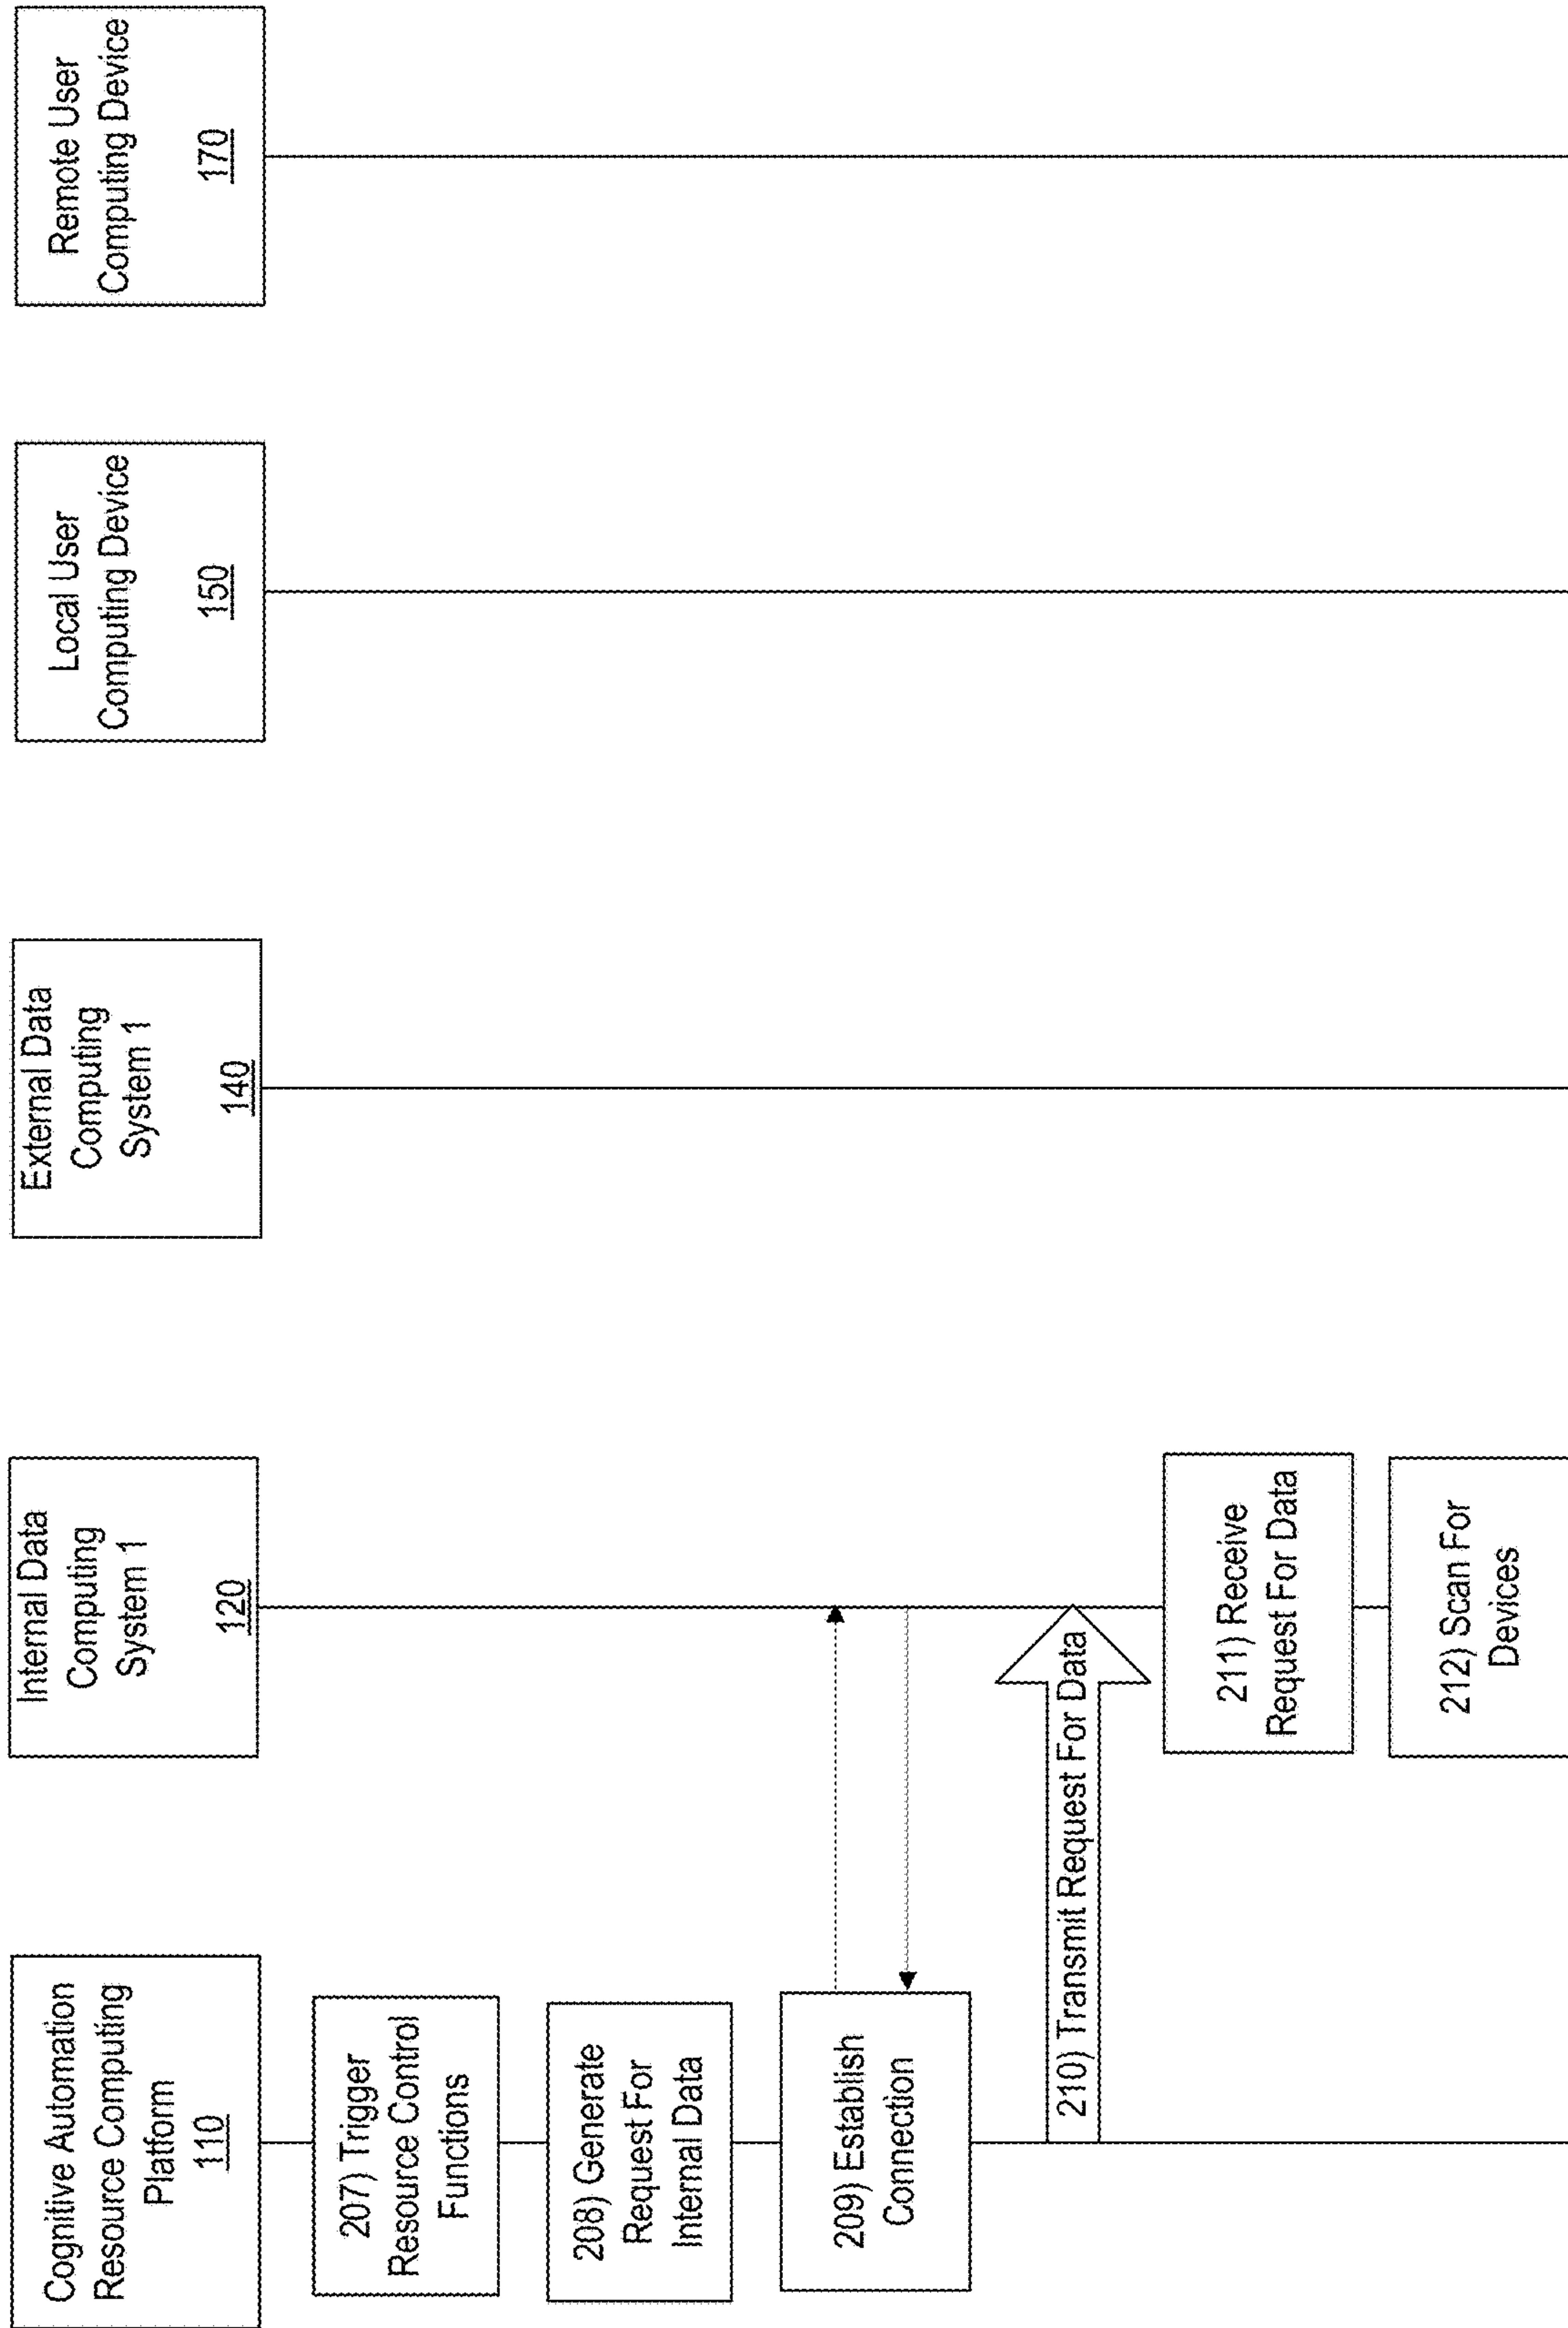 Cognitive Automation
Resource Computing
Platform
110
Internal Data
Computing
System 1
120
External Data
Computing
System 1
140
Local User
Computing Device
150
Remote User
Computing Device
170
207) Trigger
Resource Control
Functions
208) Generate
Request For
Internal Data
209) Establish
Connection
210) Transmit Request For Data
211) Receive
Request For Data
212) Scan For
Devices